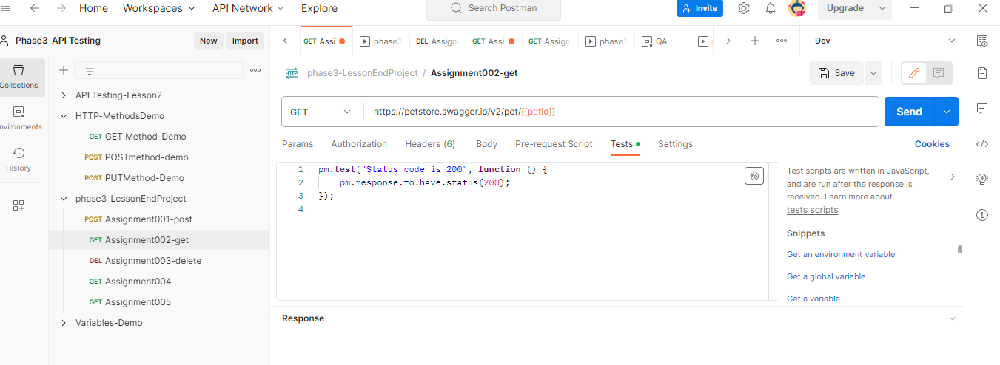 Home Workspaces API Network Explore Search Postman Invite Upgrade
Phase3-API Testing New Import GET Assi phase3 DEL Assign GET Assi GET Assign phase3 QA Dev
Collections
Environments
History
API Testing-Lesson2
HTTP-MethodsDemo
GET GET Method-Demo
POST POSTmethod-demo
PUT PUTMethod-Demo
phase3-LessonEndProject
POST Assignment001-post
GET Assignment002-get
DEL Assignment003-delete
GET Assignment004
GET Assignment005
Variables-Demo
HTTP phase3-LessonEndProject / Assignment002-get Save
GET https://petstore.swagger.io/v2/pet/{{petid}} Send
Params Authorization Headers (6) Body Pre-request Script Tests Settings Cookies
1 pm.test("Status code is 200", function () {
2 pm.response.to.have.status(200);
3 });
4
Test scripts are written in JavaScript,
and are run after the response is
received. Learn more about
tests scripts
Snippets
Get an environment variable
Get a global variable
Get a variable
Response